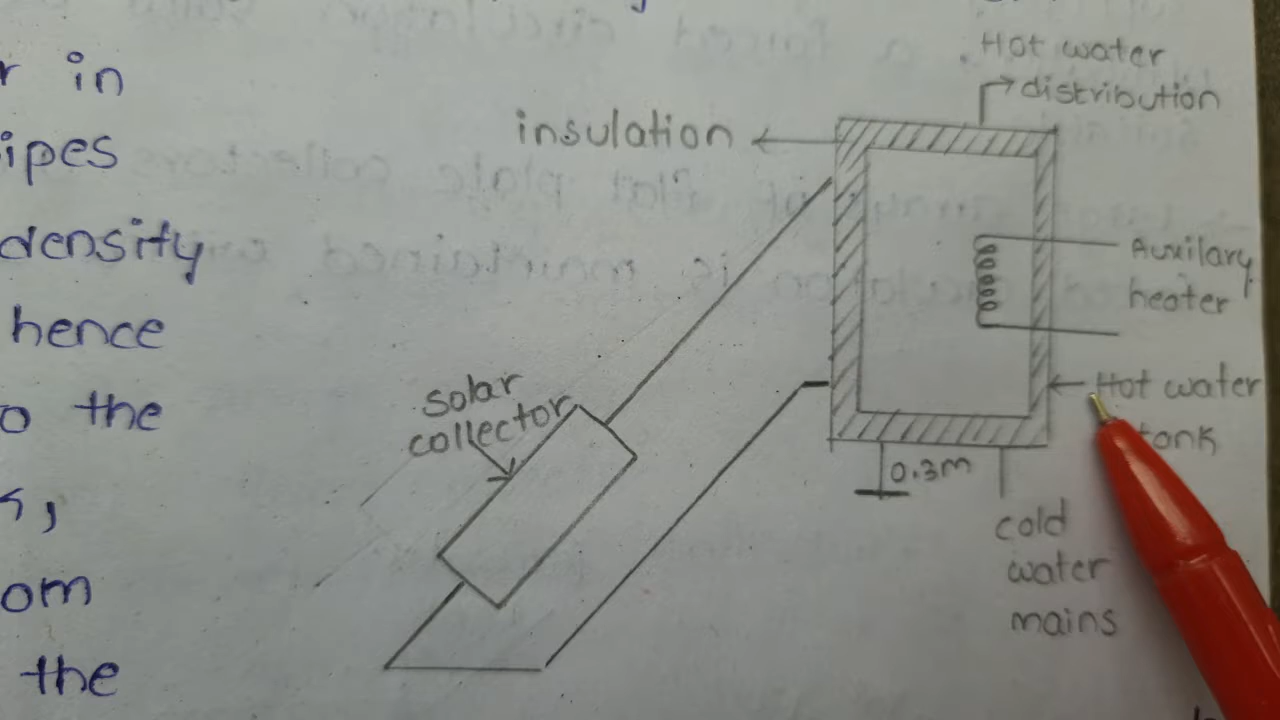 r in
ipes
density
hence
o the
s,
om
the
Hot water
distribution
insulation
Auxilary
heater
solar
collector
Hot water
tank
0.3m
cold
water
mains